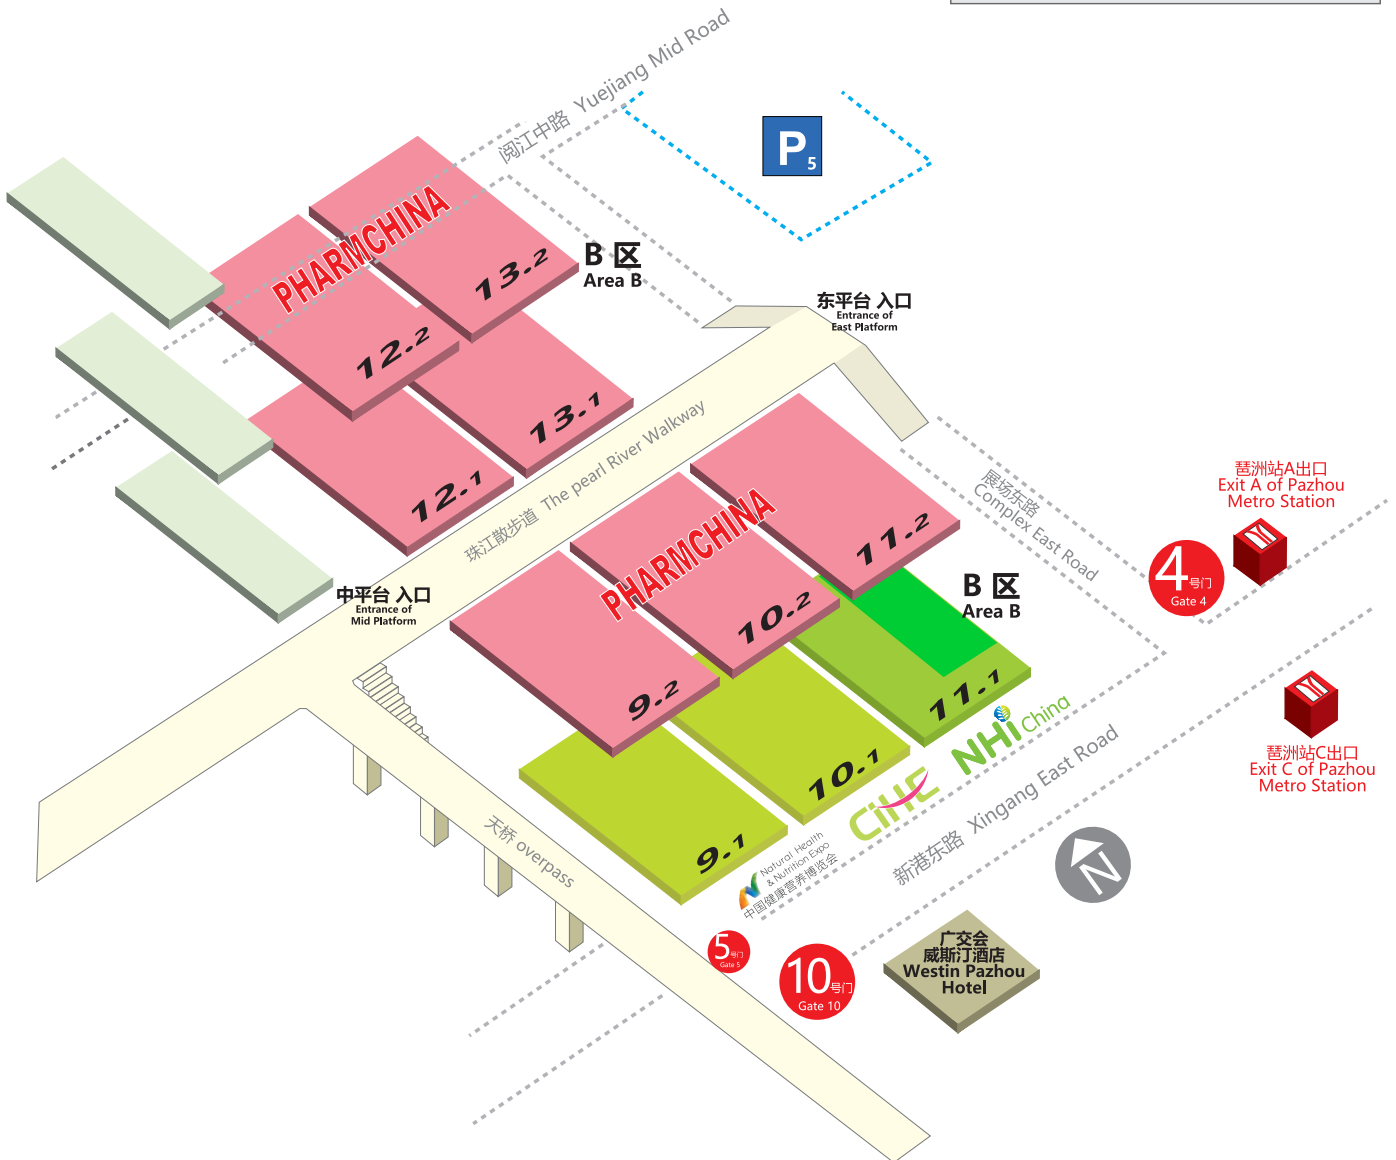 阅江中路 Yuejiang Mid Road
P5
PHARMCHINA
13.2
B 区
Area B
12.2
东平台 入口
Entrance of
East Platform
13.1
12.1
珠江散步道 The pearl River Walkway
中平台 入口
Entrance of
Mid Platform
PHARMCHINA
11.2
10.2
9.2
B 区
Area B
展场东路
Complex East Road
琶洲站A出口
Exit A of Pazhou
Metro Station
4号门
Gate 4
11.1
10.1
9.1
NHi China
CiHE
Natural Health
& Nutrition Expo
中国健康营养博览会
琶洲站C出口
Exit C of Pazhou
Metro Station
新港东路 Xingang East Road
天桥 overpass
N
5号门
Gate 5
10号门
Gate 10
广交会
威斯汀酒店
Westin Pazhou
Hotel